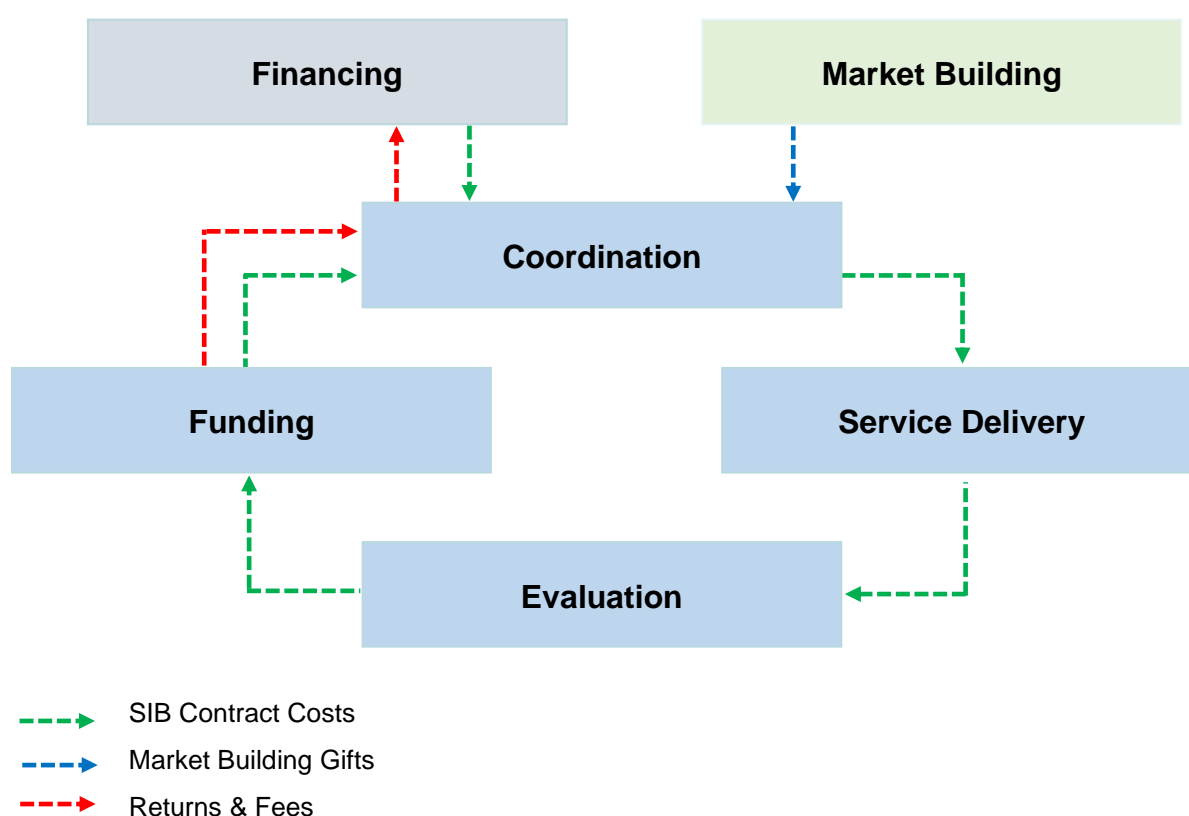 Financing
Market Building
Coordination
Funding
Service Delivery
Evaluation
SIB Contract Costs
Market Building Gifts
Returns & Fees